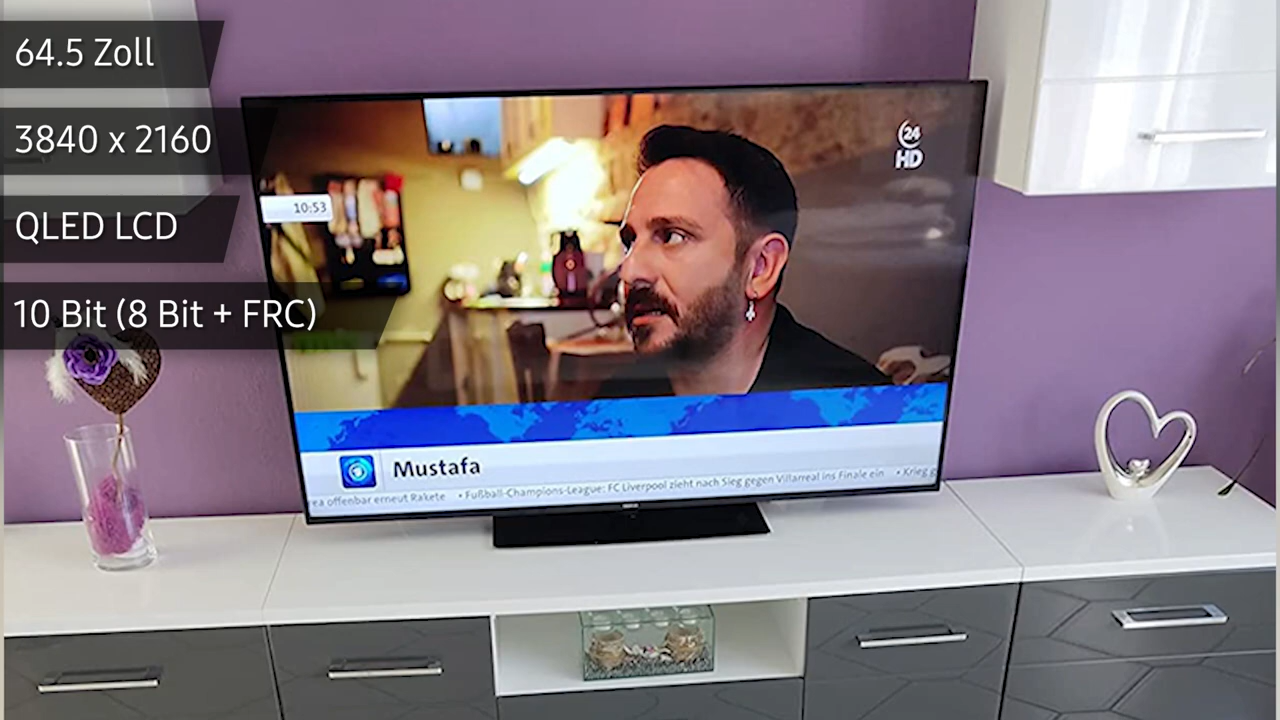 64.5 Zoll
3840 x 2160
QLED LCD
10 Bit (8 Bit + FRC)
24
HD
10:53
Mustafa
rea offenbar erneut Rakete • Fußball-Champions-League: FC Liverpool zieht nach Sieg gegen Villarreal ins Finale ein • Krieg g